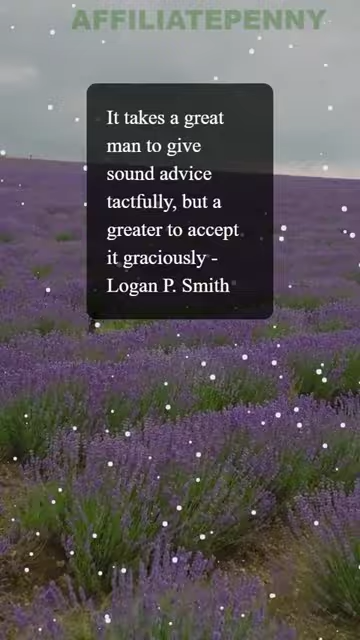 AFFILIATEPENNY
It takes a great
man to give
sound advice
tactfully, but a
greater to accept
it graciously -
Logan P. Smith